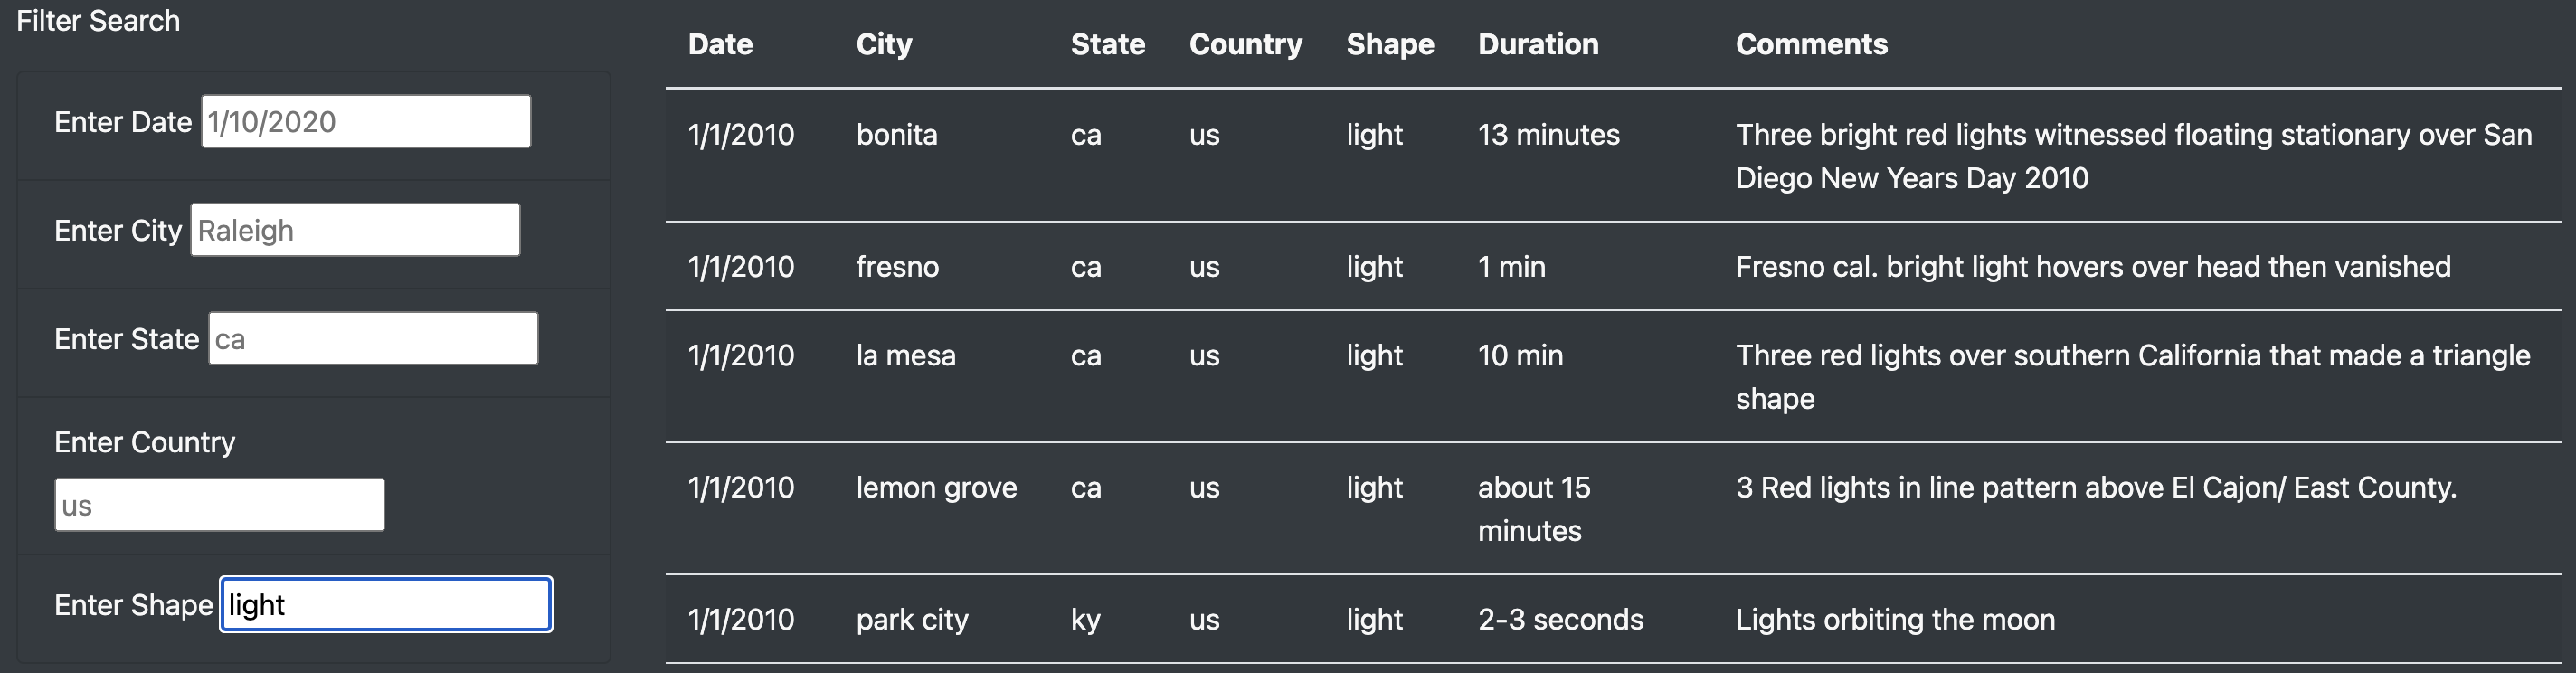 Filter Search
Enter Date 1/10/2020
Enter City Raleigh
Enter State ca
Enter Country
us
Enter Shape light
Date City State Country Shape Duration Comments
1/1/2010 bonita ca us light 13 minutes Three bright red lights witnessed floating stationary over San
Diego New Years Day 2010
1/1/2010 fresno ca us light 1 min Fresno cal. bright light hovers over head then vanished
1/1/2010 la mesa ca us light 10 min Three red lights over southern California that made a triangle
shape
1/1/2010 lemon grove ca us light about 15 3 Red lights in line pattern above El Cajon/ East County.
minutes
1/1/2010 park city ky us light 2-3 seconds Lights orbiting the moon